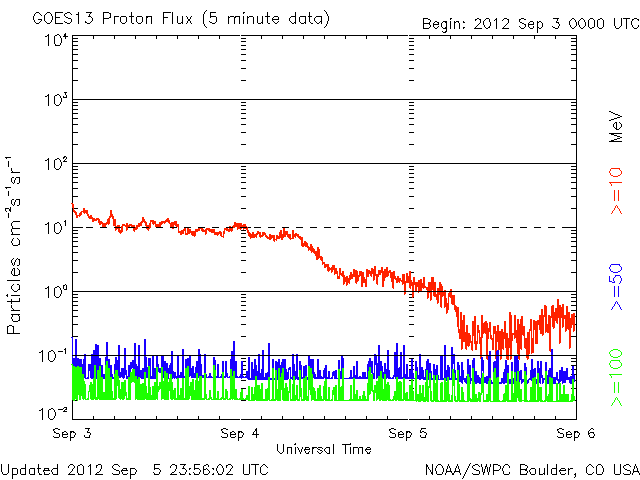 GOES13 Proton Flux (5 minute data)
Begin: 2012 Sep 3 0000 UTC
Particles cm⁻²s⁻¹sr⁻¹
10⁴
10³
10²
10¹
10⁰
10⁻¹
10⁻²
Sep 3
Sep 4
Sep 5
Sep 6
Universal Time
MeV
>=10
>=50
>=100
Updated 2012 Sep 5 23:56:02 UTC
NOAA/SWPC Boulder, CO USA